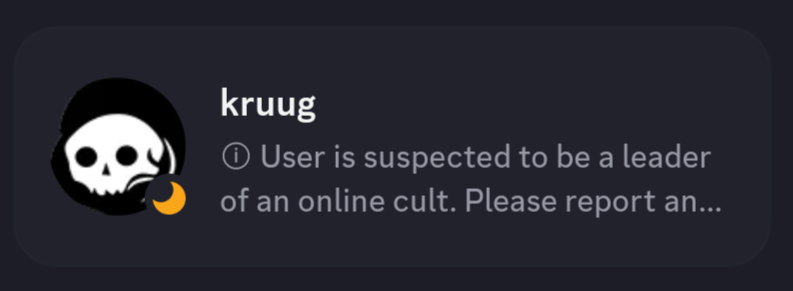 kruug
ⓘ User is suspected to be a leader
of an online cult. Please report an...